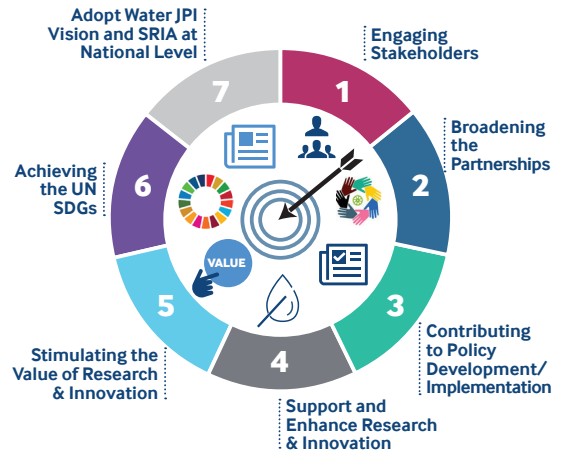 Adopt Water JPI
Vision and SRIA at
National Level
7
1
Engaging
Stakeholders
2
Broadening
the
Partnerships
3
Contributing
to Policy
Development/
Implementation
4
Support and
Enhance Research
& Innovation
5
Stimulating the
Value of Research
& Innovation
6
Achieving
the UN
SDGs
VALUE